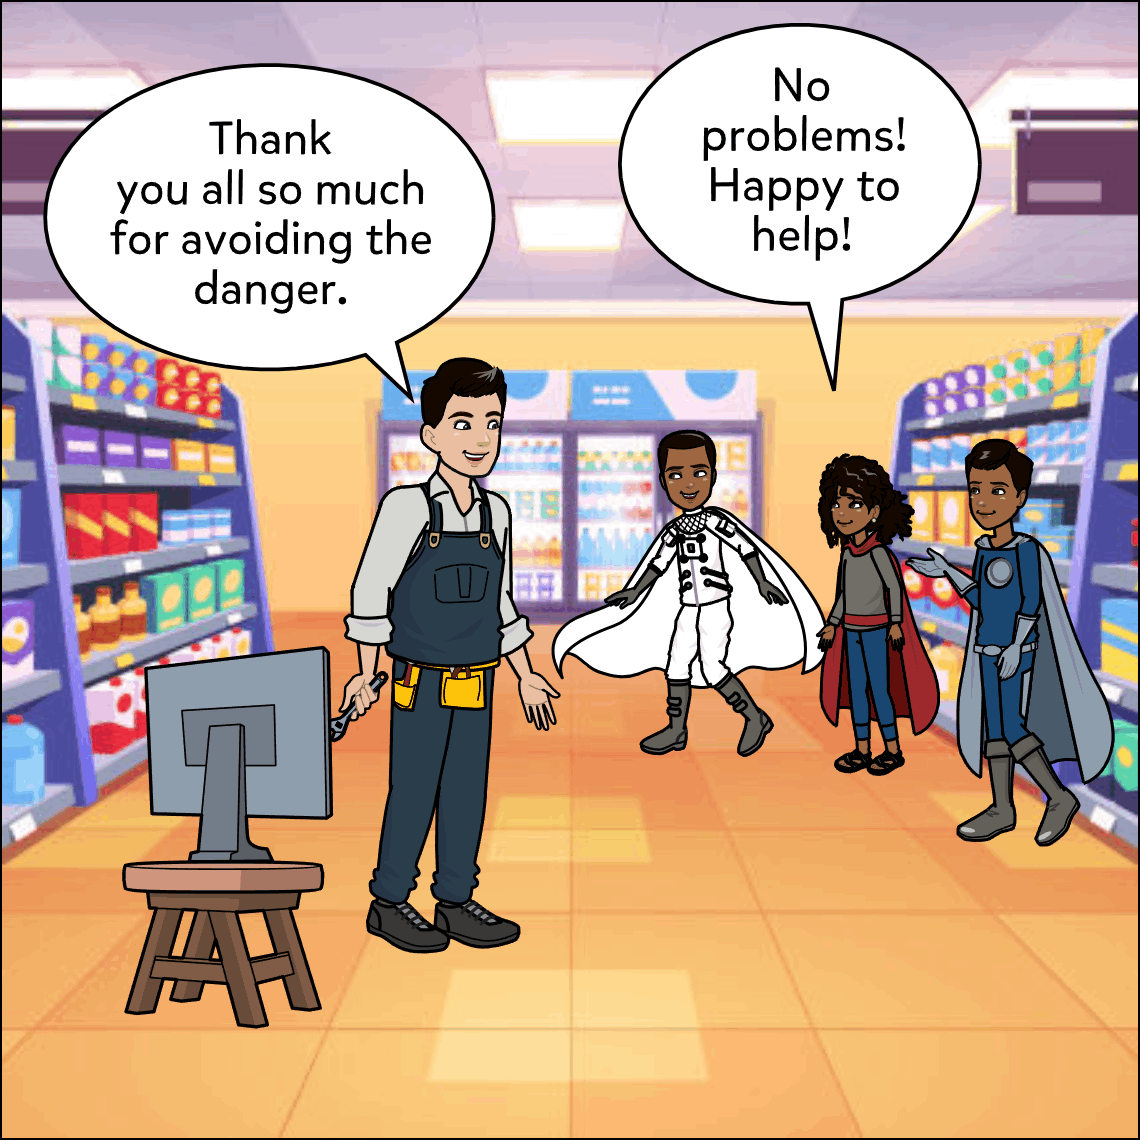 Thank
you all so much
for avoiding the
danger.
No
problems!
Happy to
help!